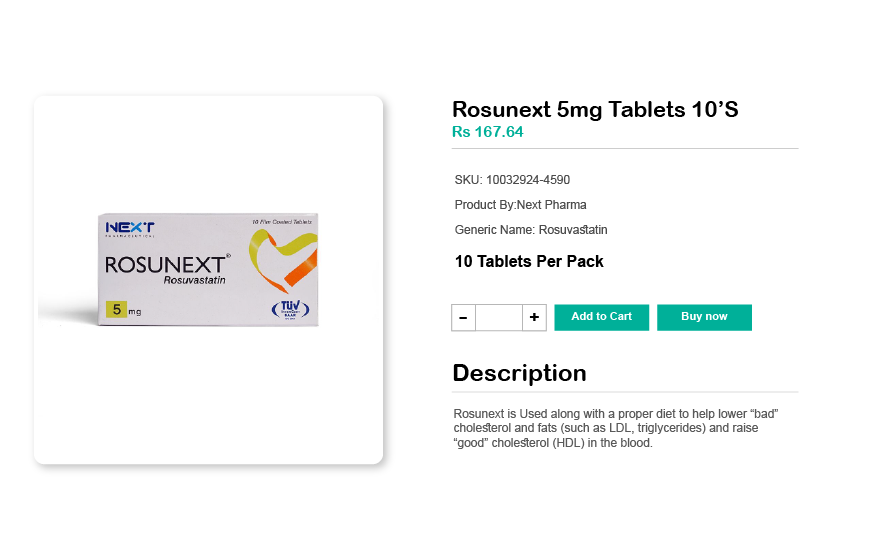 Rosunext 5mg Tablets 10’S
Rs 167.64
SKU: 10032924-4590
Product By:Next Pharma
Generic Name: Rosuvastatin
10 Tablets Per Pack
-
+
Add to Cart
Buy now
Description
Rosunext is Used along with a proper diet to help lower “bad”
cholesterol and fats (such as LDL, triglycerides) and raise
“good” cholesterol (HDL) in the blood.
NEXT
PHARMACEUTICAL
10 Film Coated Tablets
ROSUNEXT®
Rosuvastatin
5 mg
TÜV